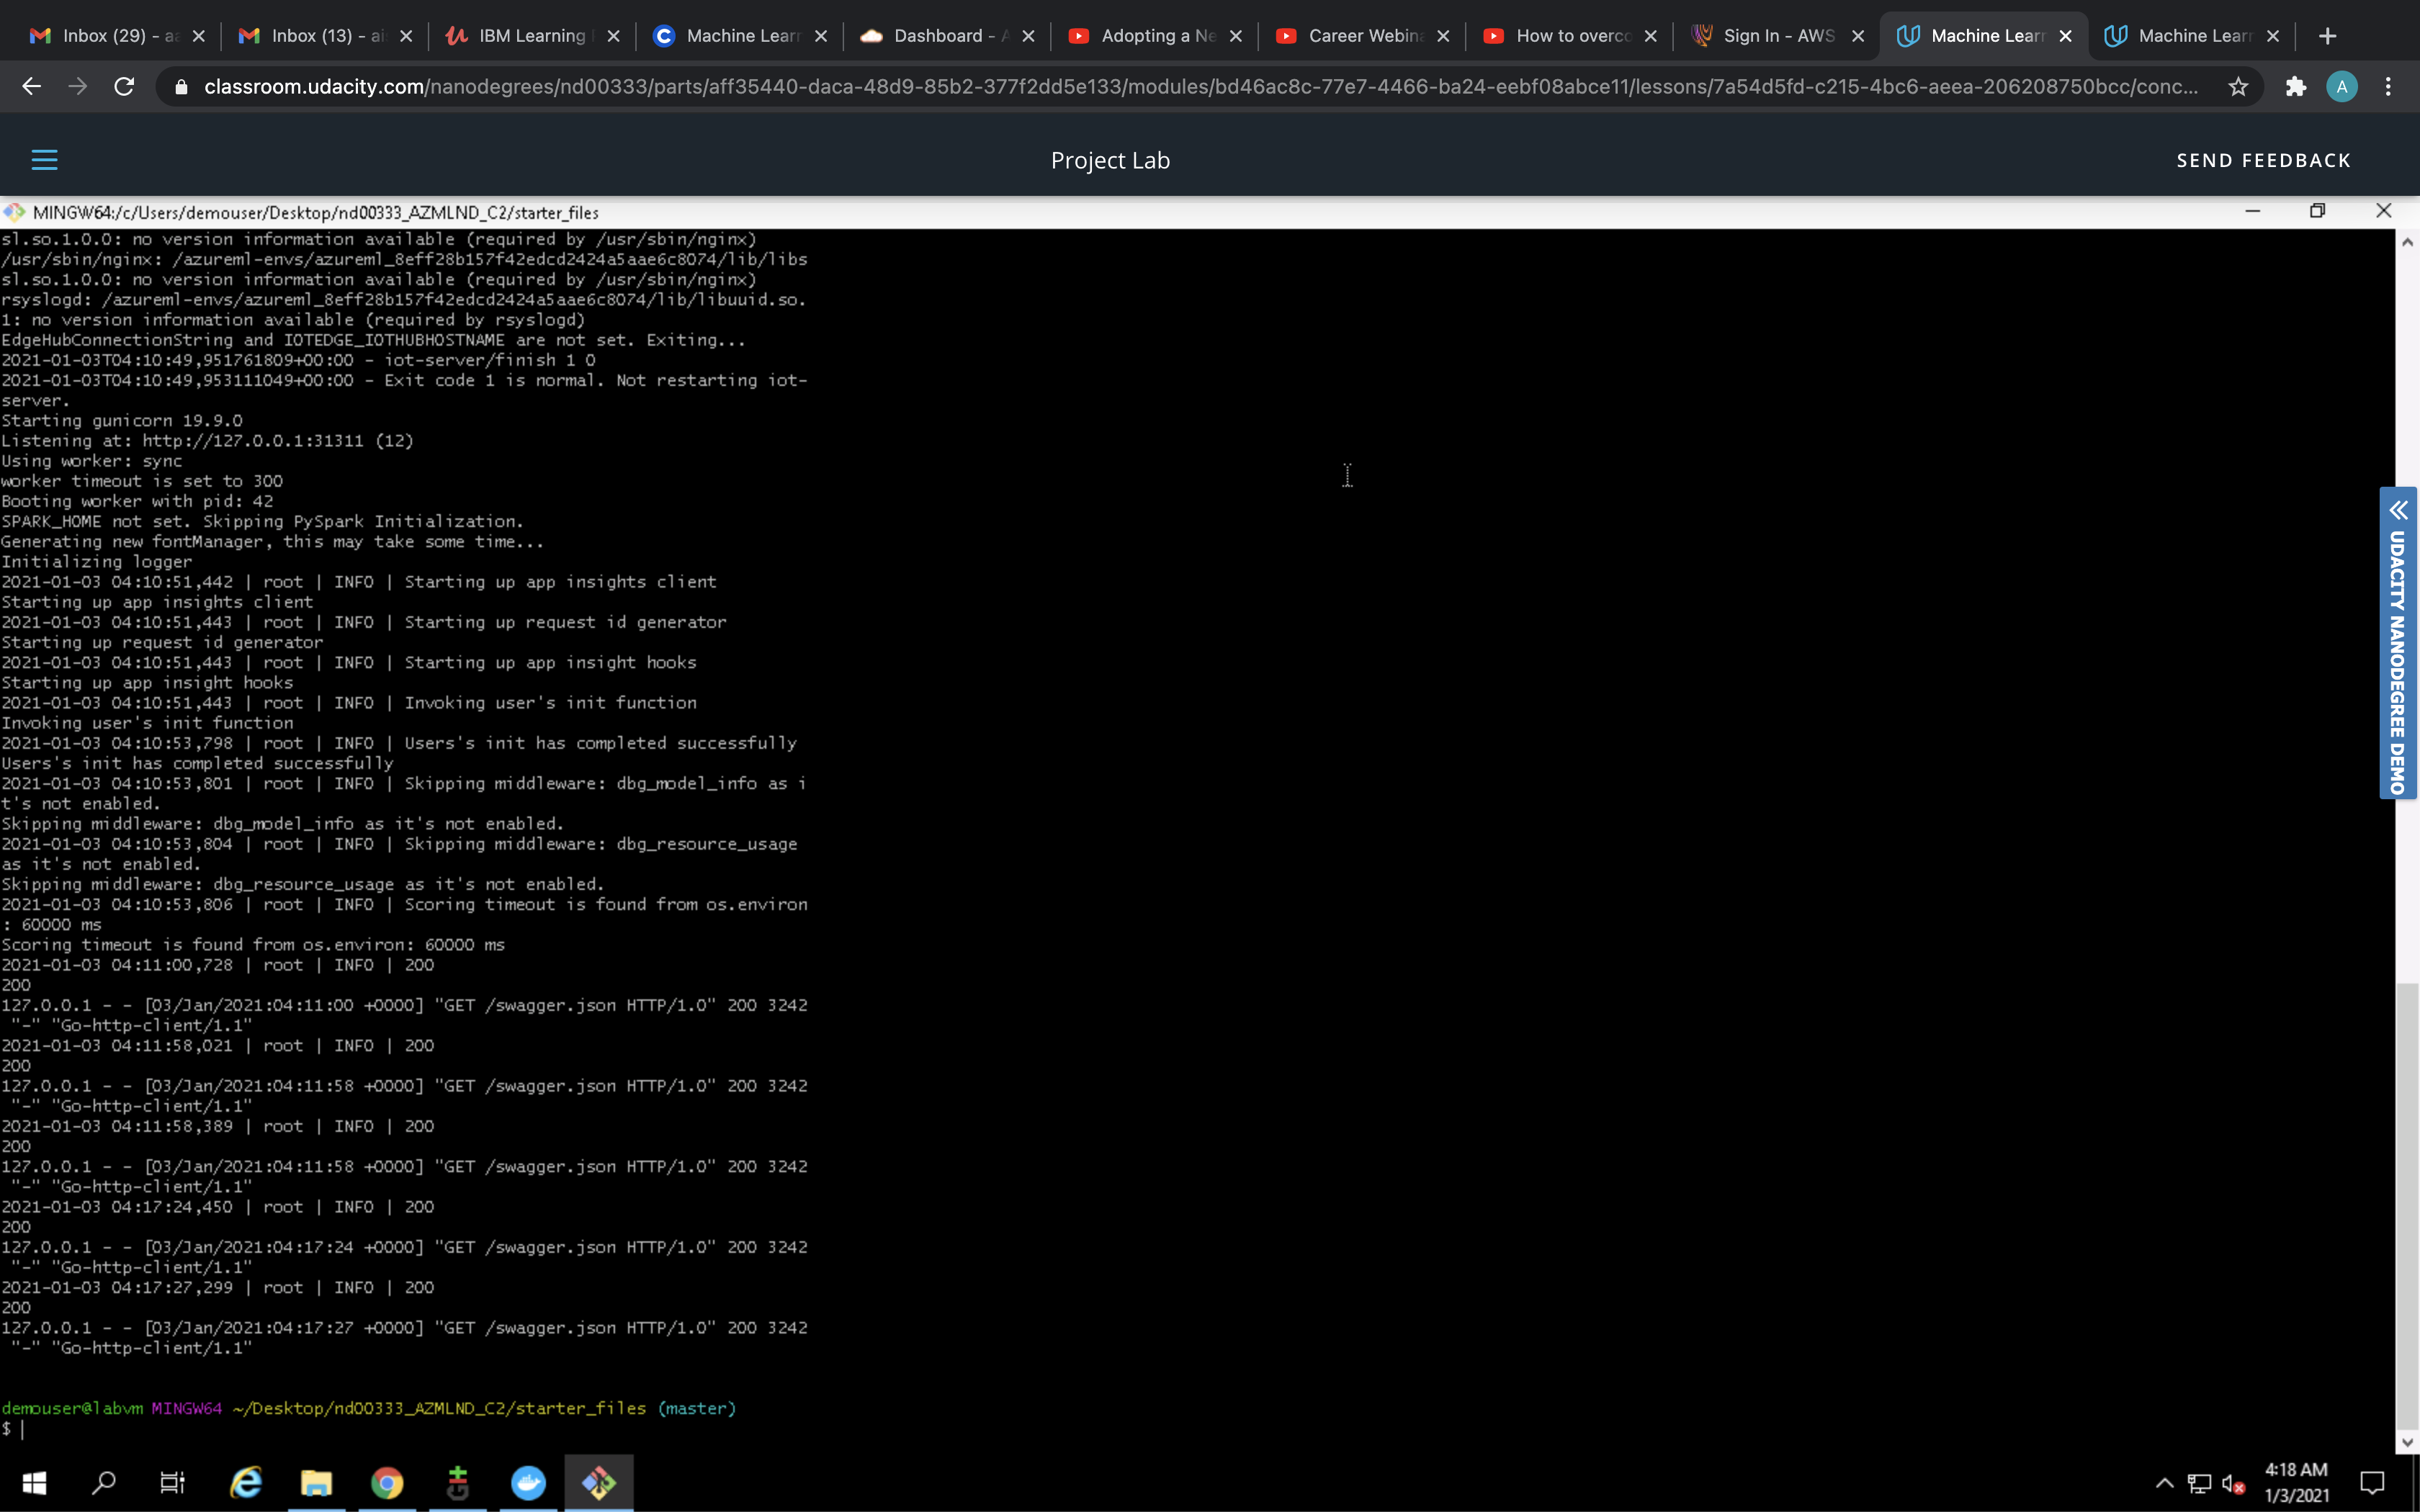 Inbox (29) - aa
Inbox (13) - ai
IBM Learning
Machine Lear
Dashboard - A
Adopting a Ne
Career Webina
How to overco
Sign In - AWS
Machine Lear
Machine Lear
classroom.udacity.com/nanodegrees/nd00333/parts/aff35440-daca-48d9-85b2-377f2dd5e133/modules/bd46ac8c-77e7-4466-ba24-eebf08abce11/lessons/7a54d5fd-c215-4bc6-aeea-206208750bcc/conc...
A
Project Lab
SEND FEEDBACK
MINGW64:/c/Users/demouser/Desktop/nd00333_AZMLND_C2/starter_files
sl.so.1.0.0: no version information available (required by /usr/sbin/nginx)
/usr/sbin/nginx: /azureml-envs/azureml_8eff28b157f42edcd2424a5aae6c8074/lib/libs
sl.so.1.0.0: no version information available (required by /usr/sbin/nginx)
rsyslogd: /azureml-envs/azureml_8eff28b157f42edcd2424a5aae6c8074/lib/libuuid.so.
1: no version information available (required by rsyslogd)
EdgeHubConnectionString and IOTEDGE_IOTHUBHOSTNAME are not set. Exiting...
2021-01-03T04:10:49,951761809+00:00 - iot-server/finish 1 0
2021-01-03T04:10:49,953111049+00:00 - Exit code 1 is normal. Not restarting iot-
server.
Starting gunicorn 19.9.0
Listening at: http://127.0.0.1:31311 (12)
Using worker: sync
worker timeout is set to 300
Booting worker with pid: 42
SPARK_HOME not set. Skipping PySpark Initialization.
Generating new fontManager, this may take some time...
Initializing logger
2021-01-03 04:10:51,442 | root | INFO | Starting up app insights client
Starting up app insights client
2021-01-03 04:10:51,443 | root | INFO | Starting up request id generator
Starting up request id generator
2021-01-03 04:10:51,443 | root | INFO | Starting up app insight hooks
Starting up app insight hooks
2021-01-03 04:10:51,443 | root | INFO | Invoking user's init function
Invoking user's init function
2021-01-03 04:10:53,798 | root | INFO | Users's init has completed successfully
Users's init has completed successfully
2021-01-03 04:10:53,801 | root | INFO | Skipping middleware: dbg_model_info as i
t's not enabled.
Skipping middleware: dbg_model_info as it's not enabled.
2021-01-03 04:10:53,804 | root | INFO | Skipping middleware: dbg_resource_usage
as it's not enabled.
Skipping middleware: dbg_resource_usage as it's not enabled.
2021-01-03 04:10:53,806 | root | INFO | Scoring timeout is found from os.environ
: 60000 ms
Scoring timeout is found from os.environ: 60000 ms
2021-01-03 04:11:00,728 | root | INFO | 200
200
127.0.0.1 - - [03/Jan/2021:04:11:00 +0000] "GET /swagger.json HTTP/1.0" 200 3242
"-" "Go-http-client/1.1"
2021-01-03 04:11:58,021 | root | INFO | 200
200
127.0.0.1 - - [03/Jan/2021:04:11:58 +0000] "GET /swagger.json HTTP/1.0" 200 3242
"-" "Go-http-client/1.1"
2021-01-03 04:11:58,389 | root | INFO | 200
200
127.0.0.1 - - [03/Jan/2021:04:11:58 +0000] "GET /swagger.json HTTP/1.0" 200 3242
"-" "Go-http-client/1.1"
2021-01-03 04:17:24,450 | root | INFO | 200
200
127.0.0.1 - - [03/Jan/2021:04:17:24 +0000] "GET /swagger.json HTTP/1.0" 200 3242
"-" "Go-http-client/1.1"
2021-01-03 04:17:27,299 | root | INFO | 200
200
127.0.0.1 - - [03/Jan/2021:04:17:27 +0000] "GET /swagger.json HTTP/1.0" 200 3242
"-" "Go-http-client/1.1"
demouser@labvm MINGW64 ~/Desktop/nd00333_AZMLND_C2/starter_files (master)
$
UDACITY NANODEGREE DEMO
4:18 AM
1/3/2021